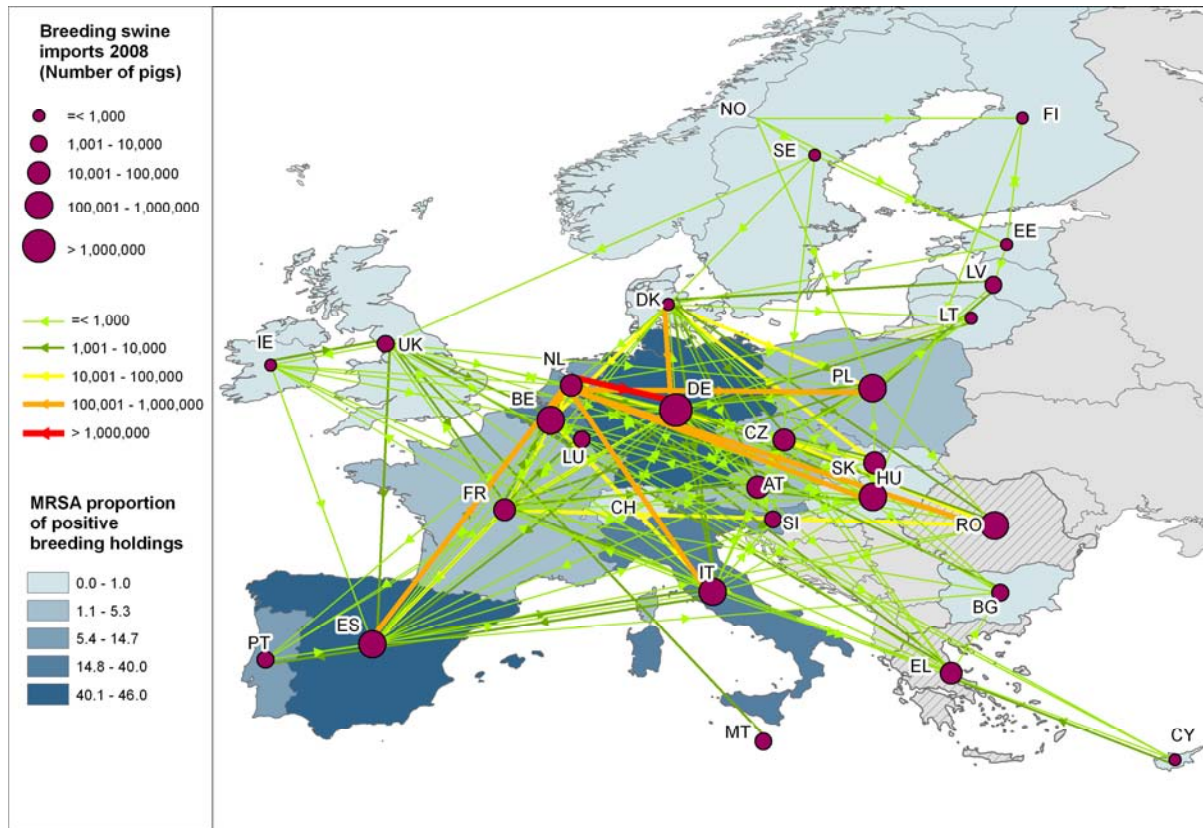 Breeding swine
imports 2008
(Number of pigs)
=< 1,000
1,001 - 10,000
10,001 - 100,000
100,001 - 1,000,000
> 1,000,000
=< 1,000
1,001 - 10,000
10,001 - 100,000
100,001 - 1,000,000
> 1,000,000
MRSA proportion
of positive
breeding holdings
0.0 - 1.0
1.1 - 5.3
5.4 - 14.7
14.8 - 40.0
40.1 - 46.0
NO
FI
SE
EE
LV
DK
LT
IE
UK
NL
DE
PL
BE
CZ
LU
SK
HU
AT
FR
CH
SI
RO
IT
BG
ES
PT
EL
MT
CY